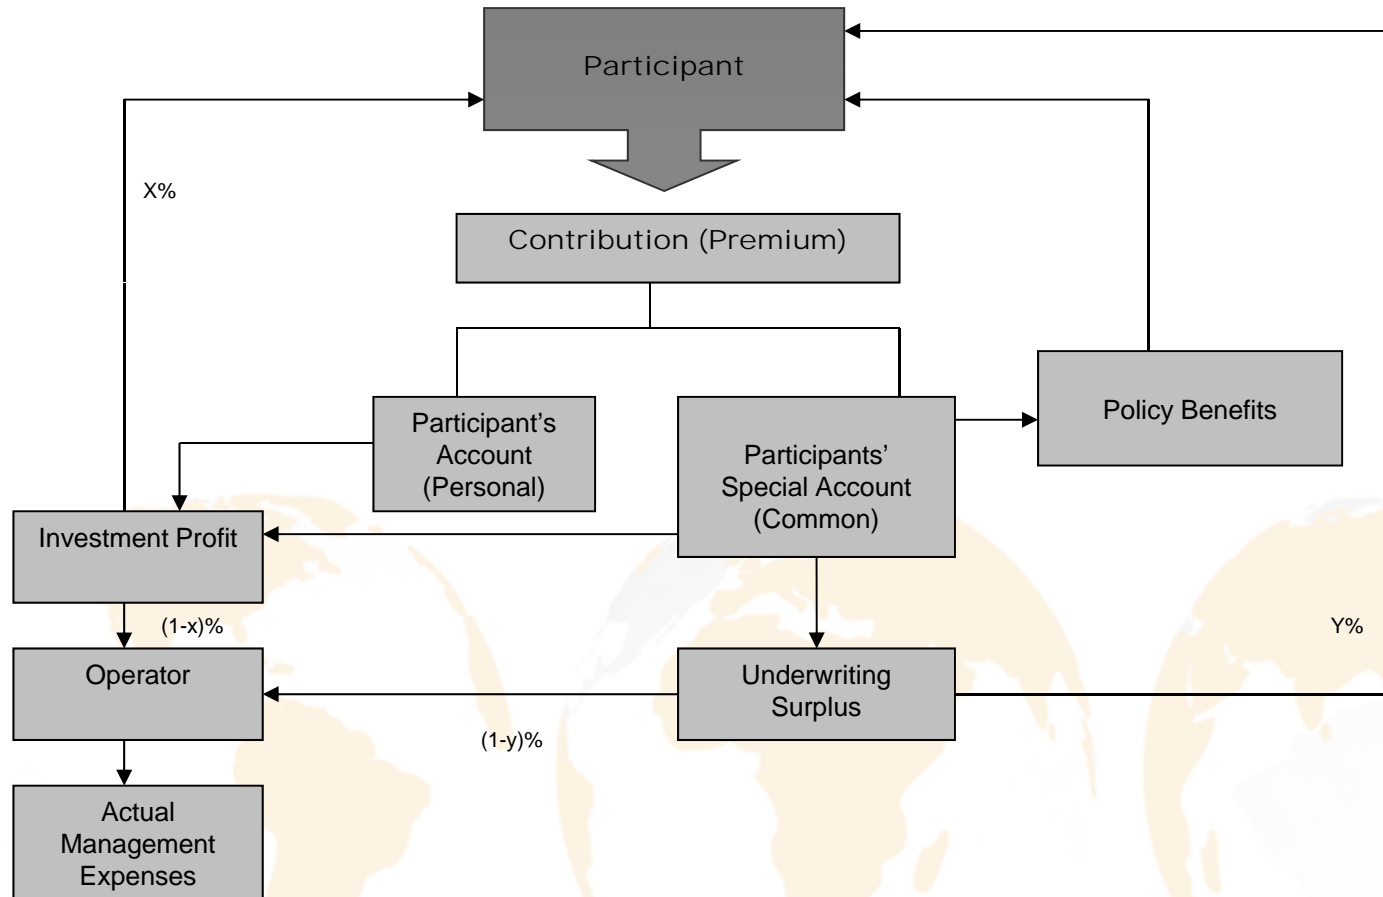 Participant
X%
Contribution (Premium)
Participant's
Account
(Personal)
Participants’
Special Account
(Common)
Policy Benefits
Investment Profit
(1-x)%
Y%
Operator
Underwriting
Surplus
(1-y)%
Actual
Management
Expenses